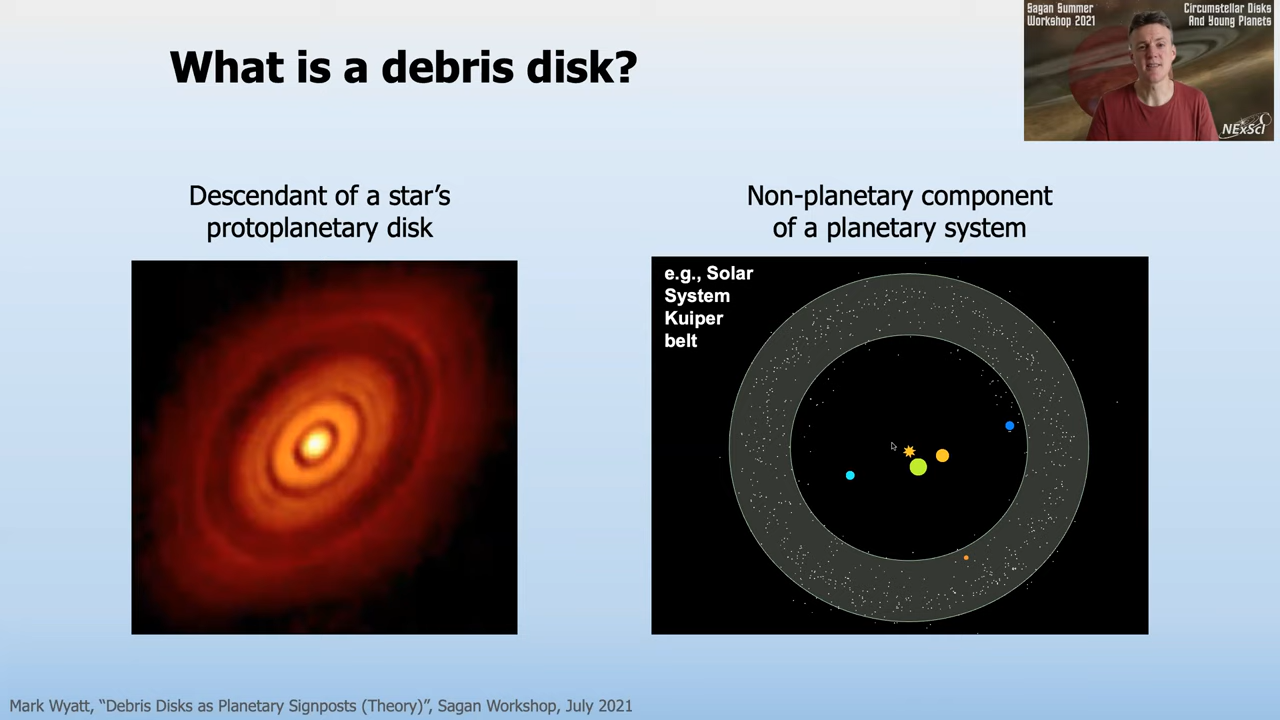 What is a debris disk?
Sagan Summer
Workshop 2021
Circumstellar Disks
And Young Planets
NExScI
Descendant of a star's
protoplanetary disk
Non-planetary component
of a planetary system
e.g., Solar
System
Kuiper
belt
Mark Wyatt, “Debris Disks as Planetary Signposts (Theory)”, Sagan Workshop, July 2021